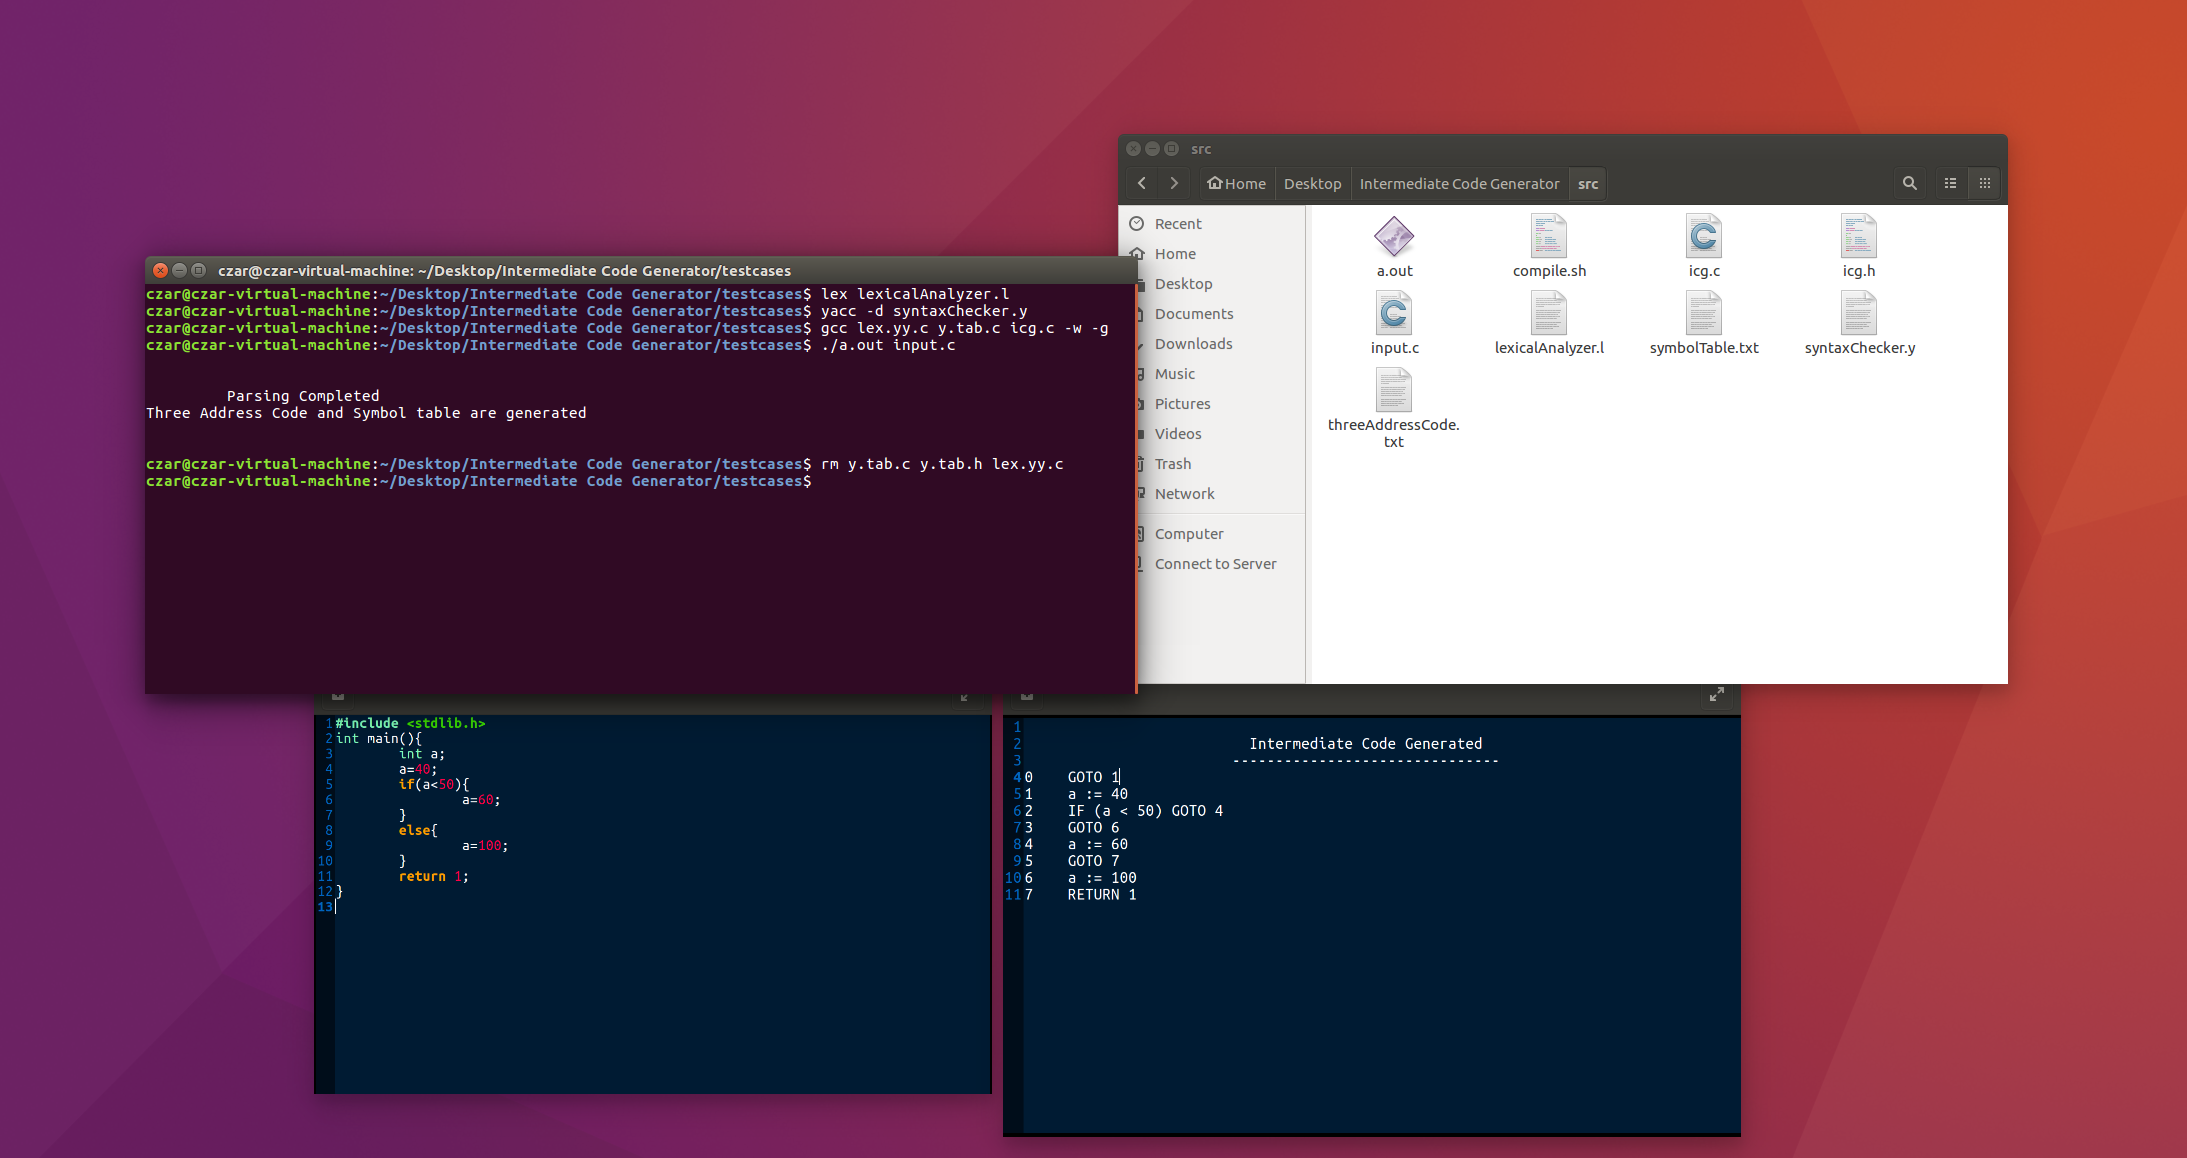 src
Home Desktop Intermediate Code Generator src
Recent
Home
Desktop
Documents
Downloads
Music
Pictures
Videos
Trash
Network
Computer
Connect to Server
a.out compile.sh icg.c icg.h
input.c lexicalAnalyzer.l symbolTable.txt syntaxChecker.y
threeAddressCode.
txt
czar@czar-virtual-machine: ~/Desktop/Intermediate Code Generator/testcases
czar@czar-virtual-machine:~/Desktop/Intermediate Code Generator/testcases$ lex lexicalAnalyzer.l
czar@czar-virtual-machine:~/Desktop/Intermediate Code Generator/testcases$ yacc -d syntaxChecker.y
czar@czar-virtual-machine:~/Desktop/Intermediate Code Generator/testcases$ gcc lex.yy.c y.tab.c icg.c -w -g
czar@czar-virtual-machine:~/Desktop/Intermediate Code Generator/testcases$ ./a.out input.c
Parsing Completed
Three Address Code and Symbol table are generated
czar@czar-virtual-machine:~/Desktop/Intermediate Code Generator/testcases$ rm y.tab.c y.tab.h lex.yy.c
czar@czar-virtual-machine:~/Desktop/Intermediate Code Generator/testcases$
1 #include <stdlib.h>
2 int main(){
3 int a;
4 a=40;
5 if(a<50){
6 a=60;
7 }
8 else{
9 a=100;
10 }
11 return 1;
12 }
13
1
2 Intermediate Code Generated
3 -------------------------------
4 0 GOTO 1
5 1 a := 40
6 2 IF (a < 50) GOTO 4
7 3 GOTO 6
8 4 a := 60
9 5 GOTO 7
10 6 a := 100
11 7 RETURN 1